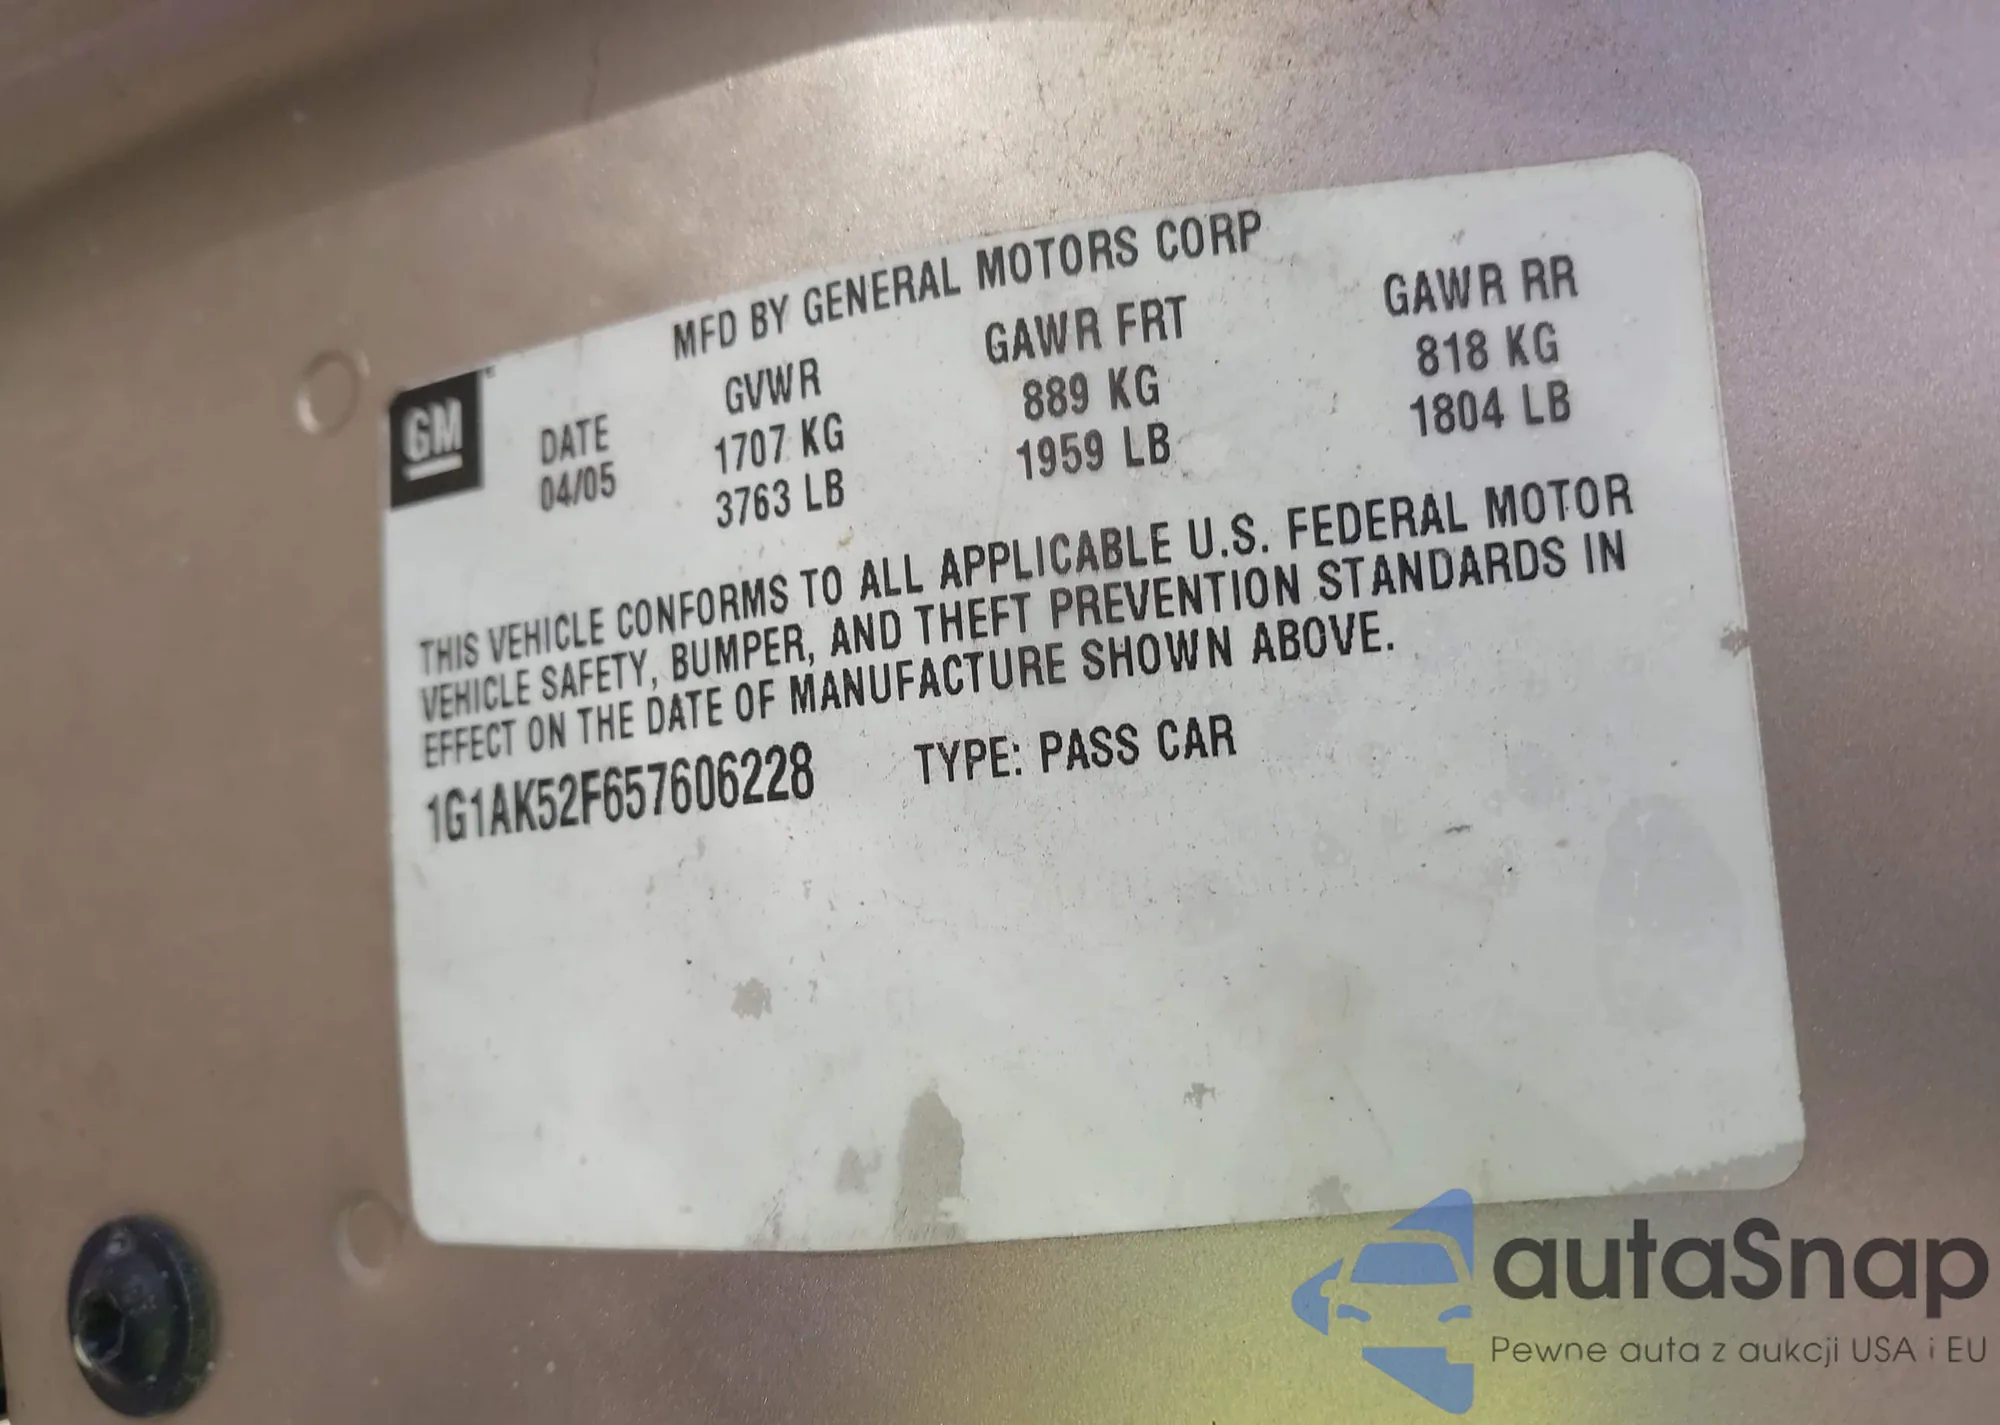 MFD BY GENERAL MOTORS CORP
GM
DATE GVWR GAWR FRT GAWR RR
04/05 1707 KG 889 KG 818 KG
3763 LB 1959 LB 1804 LB
THIS VEHICLE CONFORMS TO ALL APPLICABLE U.S. FEDERAL MOTOR
VEHICLE SAFETY, BUMPER, AND THEFT PREVENTION STANDARDS IN
EFFECT ON THE DATE OF MANUFACTURE SHOWN ABOVE.
1G1AK52F657606228 TYPE: PASS CAR
autaSnap
Pewne auta z aukcji USA i EU